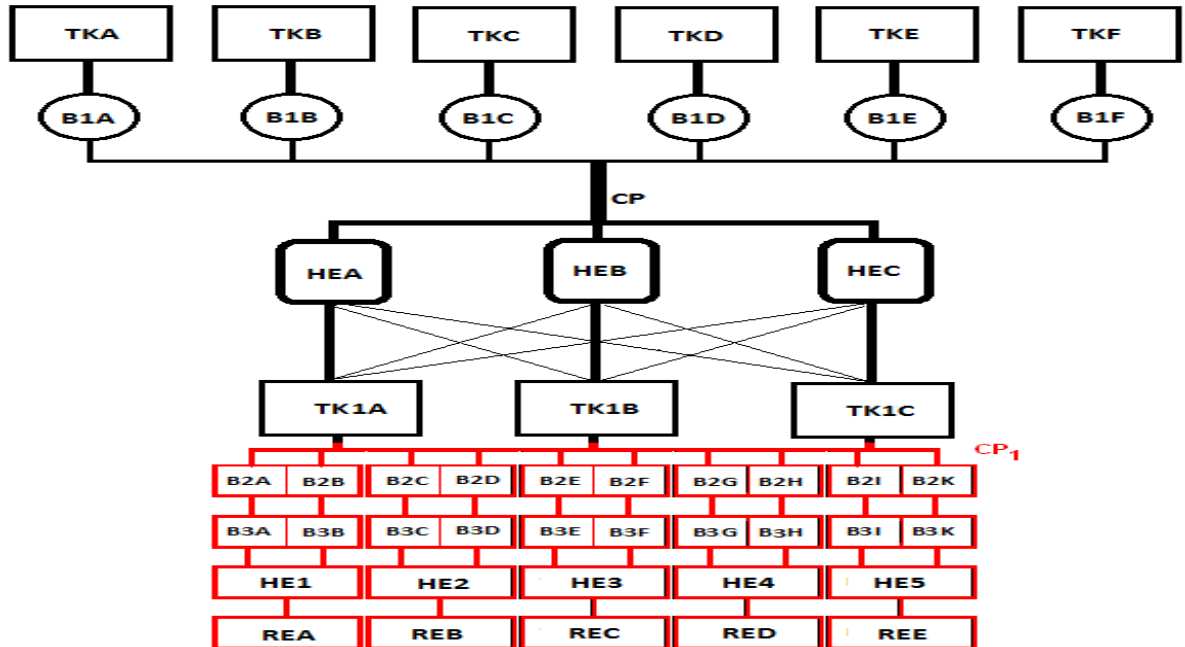 TKA TKB TKC TKD TKE TKF
B1A B1B B1C B1D B1E B1F
CP
HEA HEB HEC
TK1A TK1B TK1C
CP1
B2A B2B B2C B2D B2E B2F B2G B2H B2I B2K
B3A B3B B3C B3D B3E B3F B3G B3H B3I B3K
HE1 HE2 HE3 HE4 HE5
REA REB REC RED REE